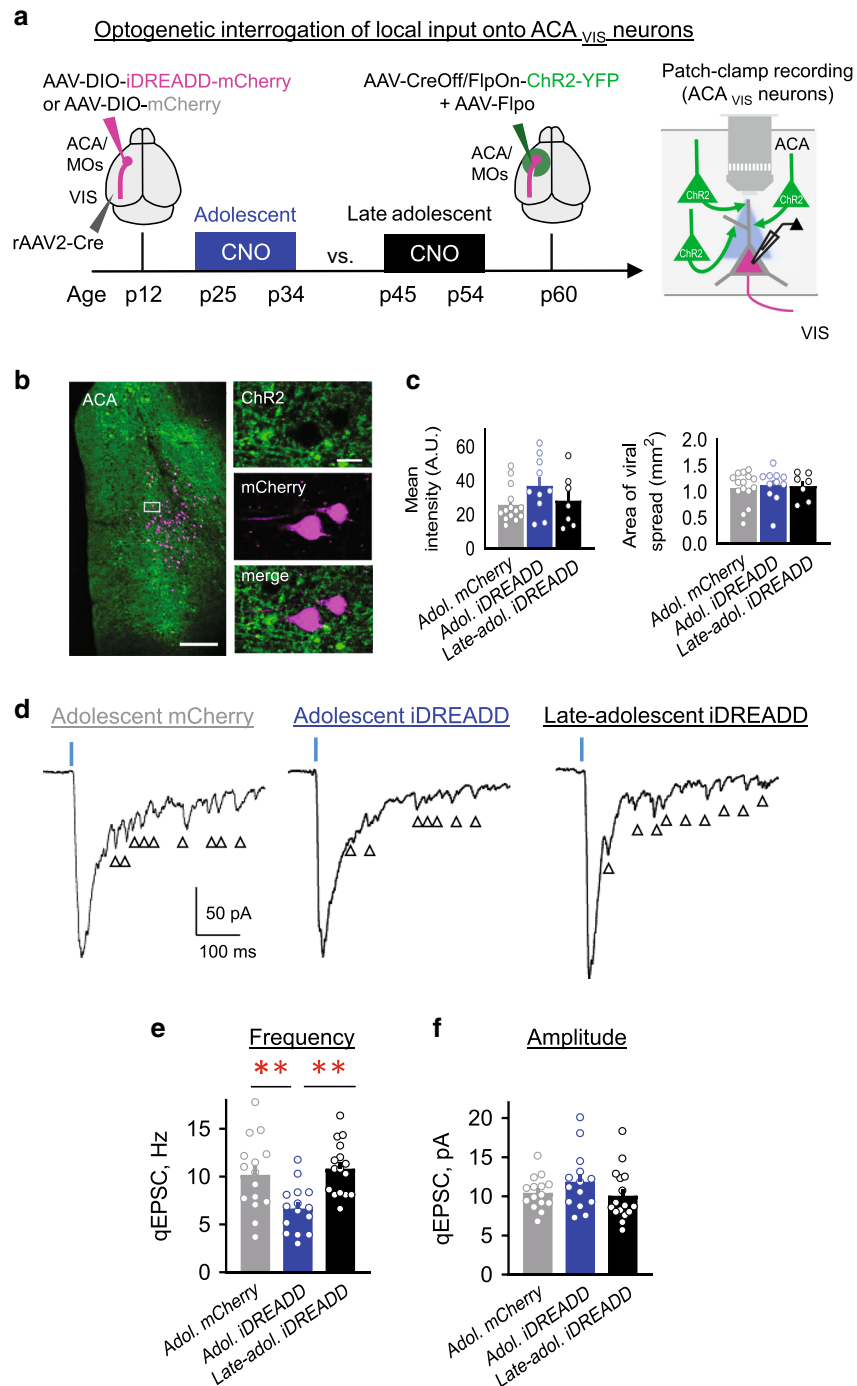 a
Optogenetic interrogation of local input onto ACA VIS neurons
AAV-DIO-iDREADD-mCherry
or AAV-DIO-mCherry
AAV-CreOff/FlpOn-ChR2-YFP
+ AAV-Flpo
Patch-clamp recording
(ACA VIS neurons)
ACA/
MOs
VIS
rAAV2-Cre
ACA/
MOs
Adolescent
CNO
vs.
Late adolescent
CNO
Age
p12
p25
p34
p45
p54
p60
ACA
ChR2
ChR2
ChR2
VIS
b
ACA
ChR2
mCherry
merge
c
Mean
intensity (A.U.)
60
40
20
0
Adol. mCherry
Adol. iDREADD
Late-adol. iDREADD
Area of viral
spread (mm2)
2.0
1.5
1.0
0.5
0.0
Adol. mCherry
Adol. iDREADD
Late-adol. iDREADD
d
Adolescent mCherry
Adolescent iDREADD
Late-adolescent iDREADD
50 pA
100 ms
e
Frequency
** **
qEPSC, Hz
15
10
5
0
Adol. mCherry
Adol. iDREADD
Late-adol. iDREADD
f
Amplitude
qEPSC, pA
20
15
10
5
0
Adol. mCherry
Adol. iDREADD
Late-adol. iDREADD